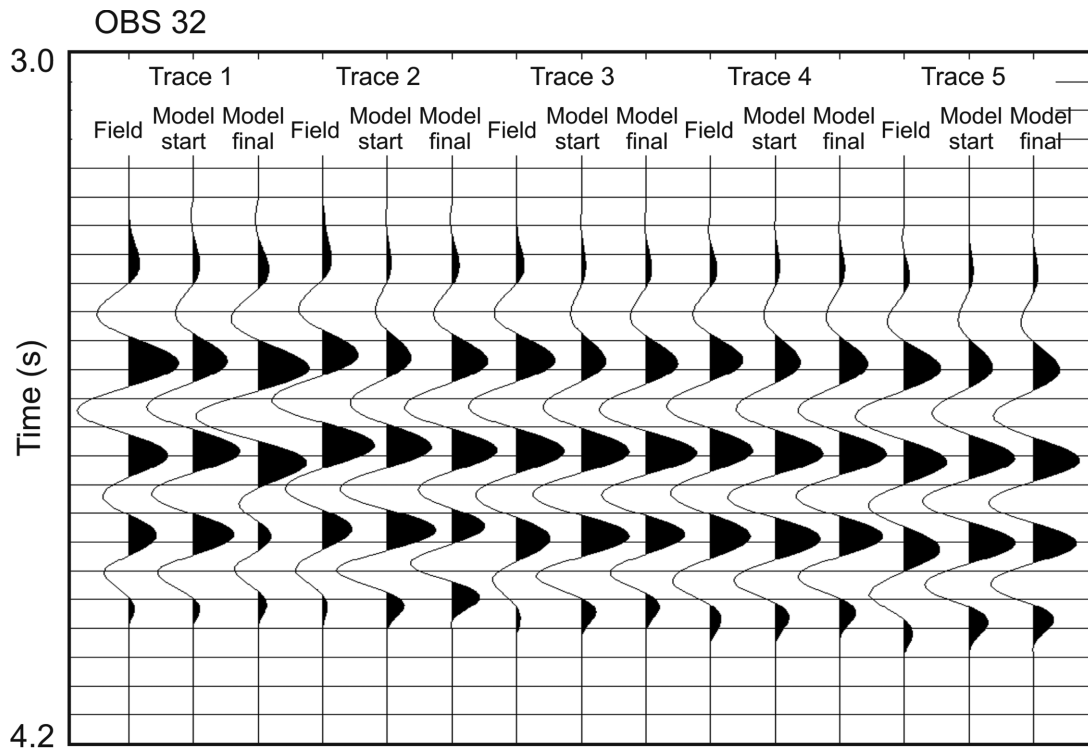 OBS 32
3.0
Trace 1 Trace 2 Trace 3 Trace 4 Trace 5
Field Model start Model final Field Model start Model final Field Model start Model final Field Model start Model final Field Model start Model final
Time (s)
4.2